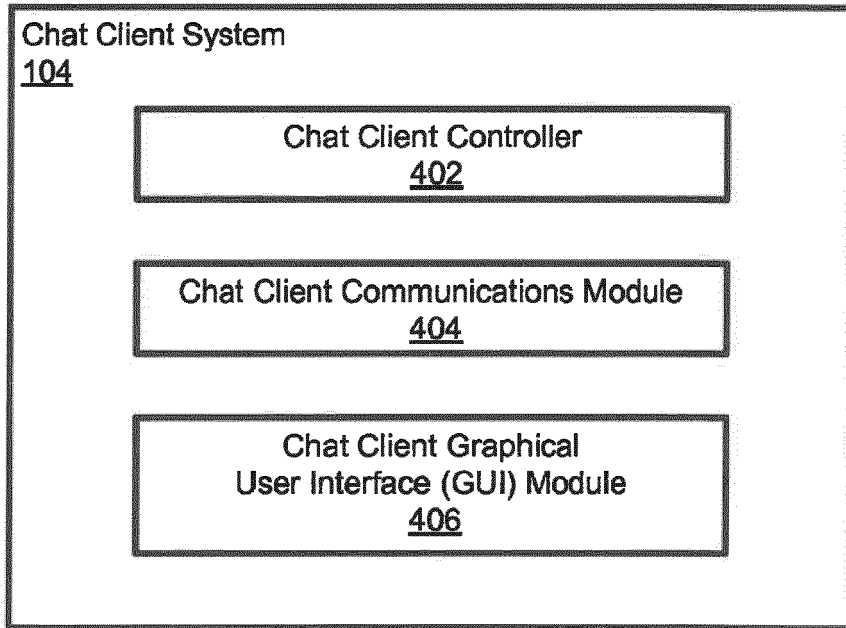 Chat Client System
104
Chat Client Controller
402
Chat Client Communications Module
404
Chat Client Graphical
User Interface (GUI) Module
406